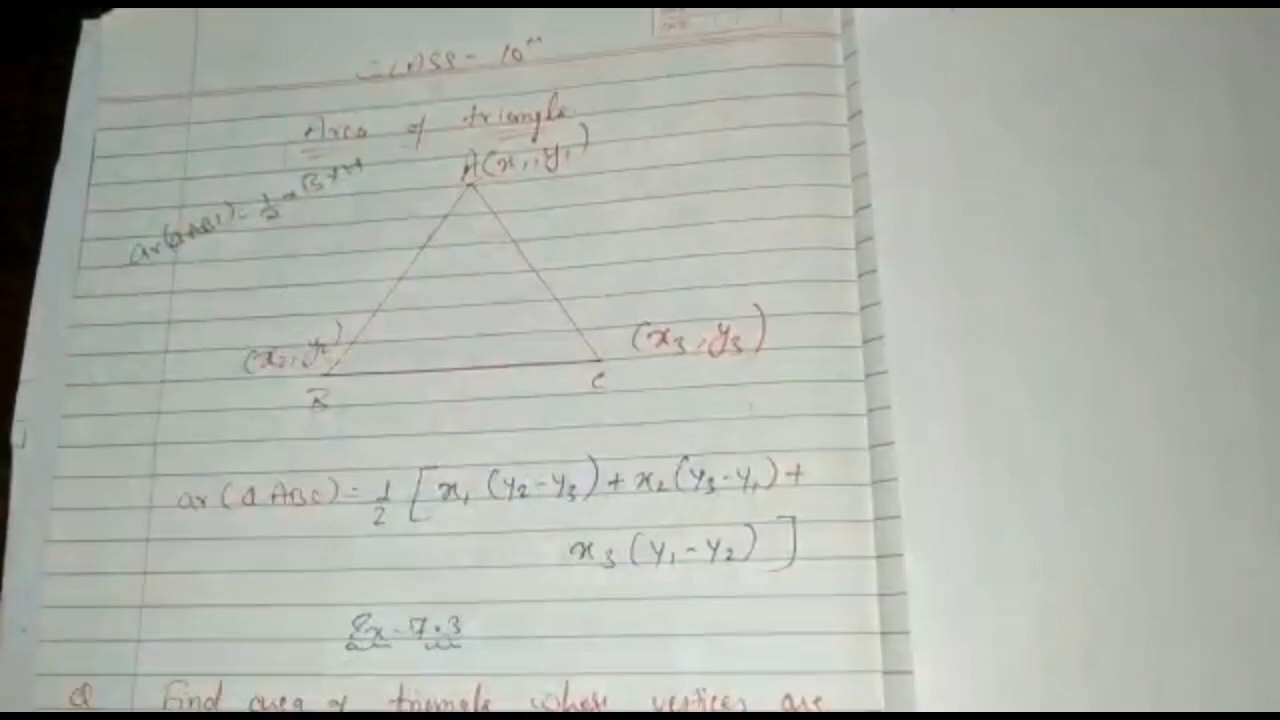 CLASS - 10th
Area of triangle
A(x₁, y₁)
ar(ΔABC) = 1/2 × B × H
(x₂, y₂)
(x₃, y₃)
B
C
ar(Δ ABC) = 1/2 [x₁ (y₂-y₃) + x₂ (y₃-y₁) +
x₃ (y₁-y₂)]
Ex - 7.3
Q Find area of triangle whose vertices are